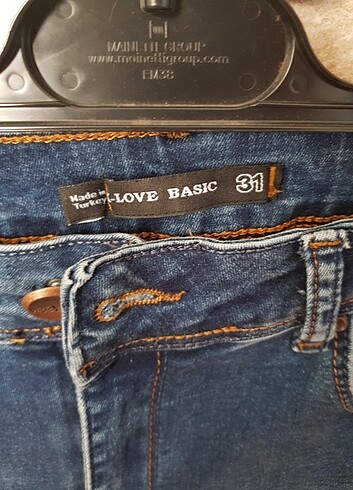 MAINETTI GROUP
www.mainettigroup.com
EM38
Made in
Turkey
-LOVE BASIC 31